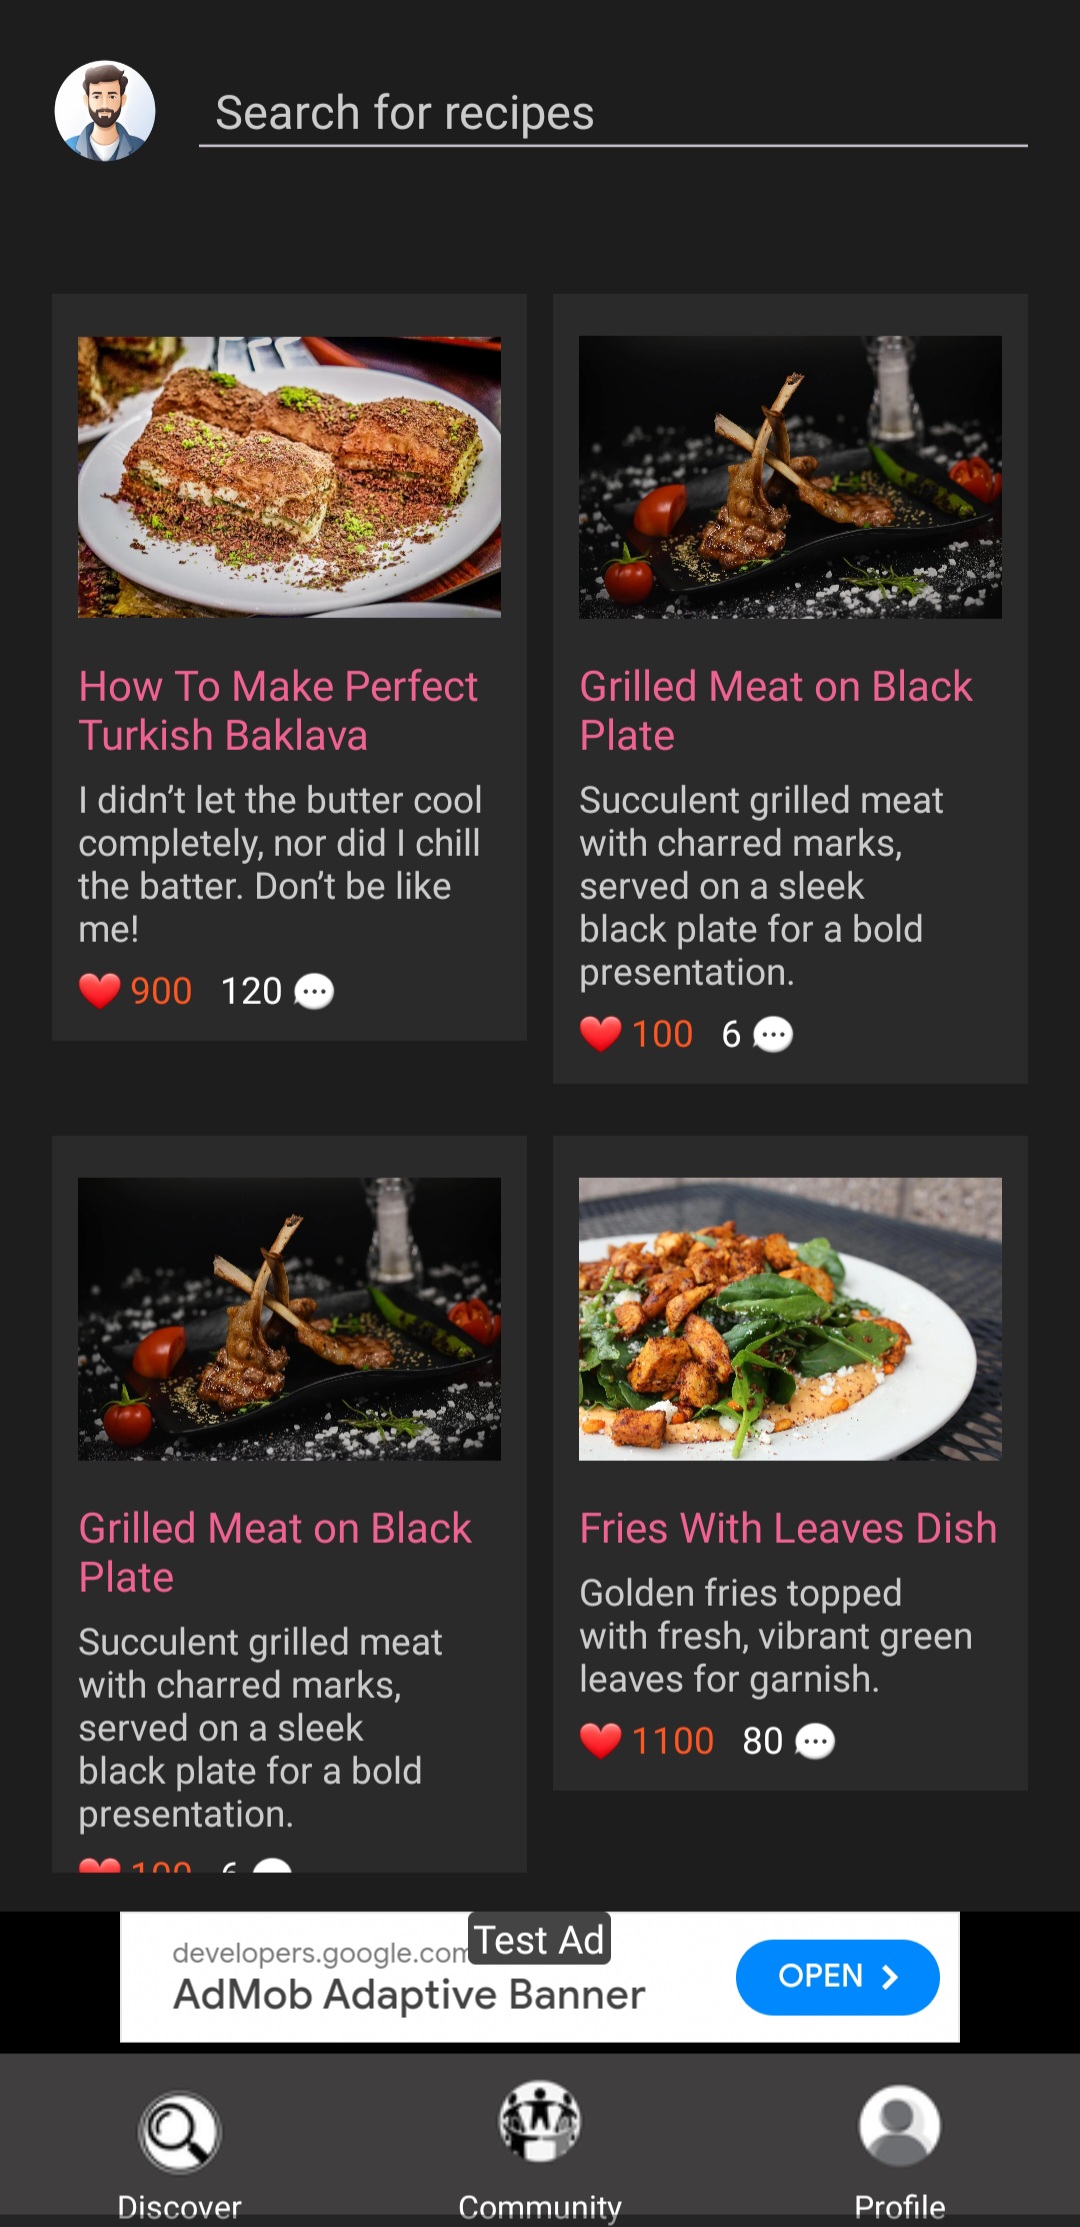 Search for recipes
How To Make Perfect
Turkish Baklava
I didn’t let the butter cool
completely, nor did I chill
the batter. Don’t be like
me!
❤️ 900 120 💬
Grilled Meat on Black
Plate
Succulent grilled meat
with charred marks,
served on a sleek
black plate for a bold
presentation.
❤️ 100 6 💬
Grilled Meat on Black
Plate
Succulent grilled meat
with charred marks,
served on a sleek
black plate for a bold
presentation.
❤️ 100 6 💬
Fries With Leaves Dish
Golden fries topped
with fresh, vibrant green
leaves for garnish.
❤️ 1100 80 💬
Test Ad
developers.google.com
AdMob Adaptive Banner
OPEN
Discover
Community
Profile